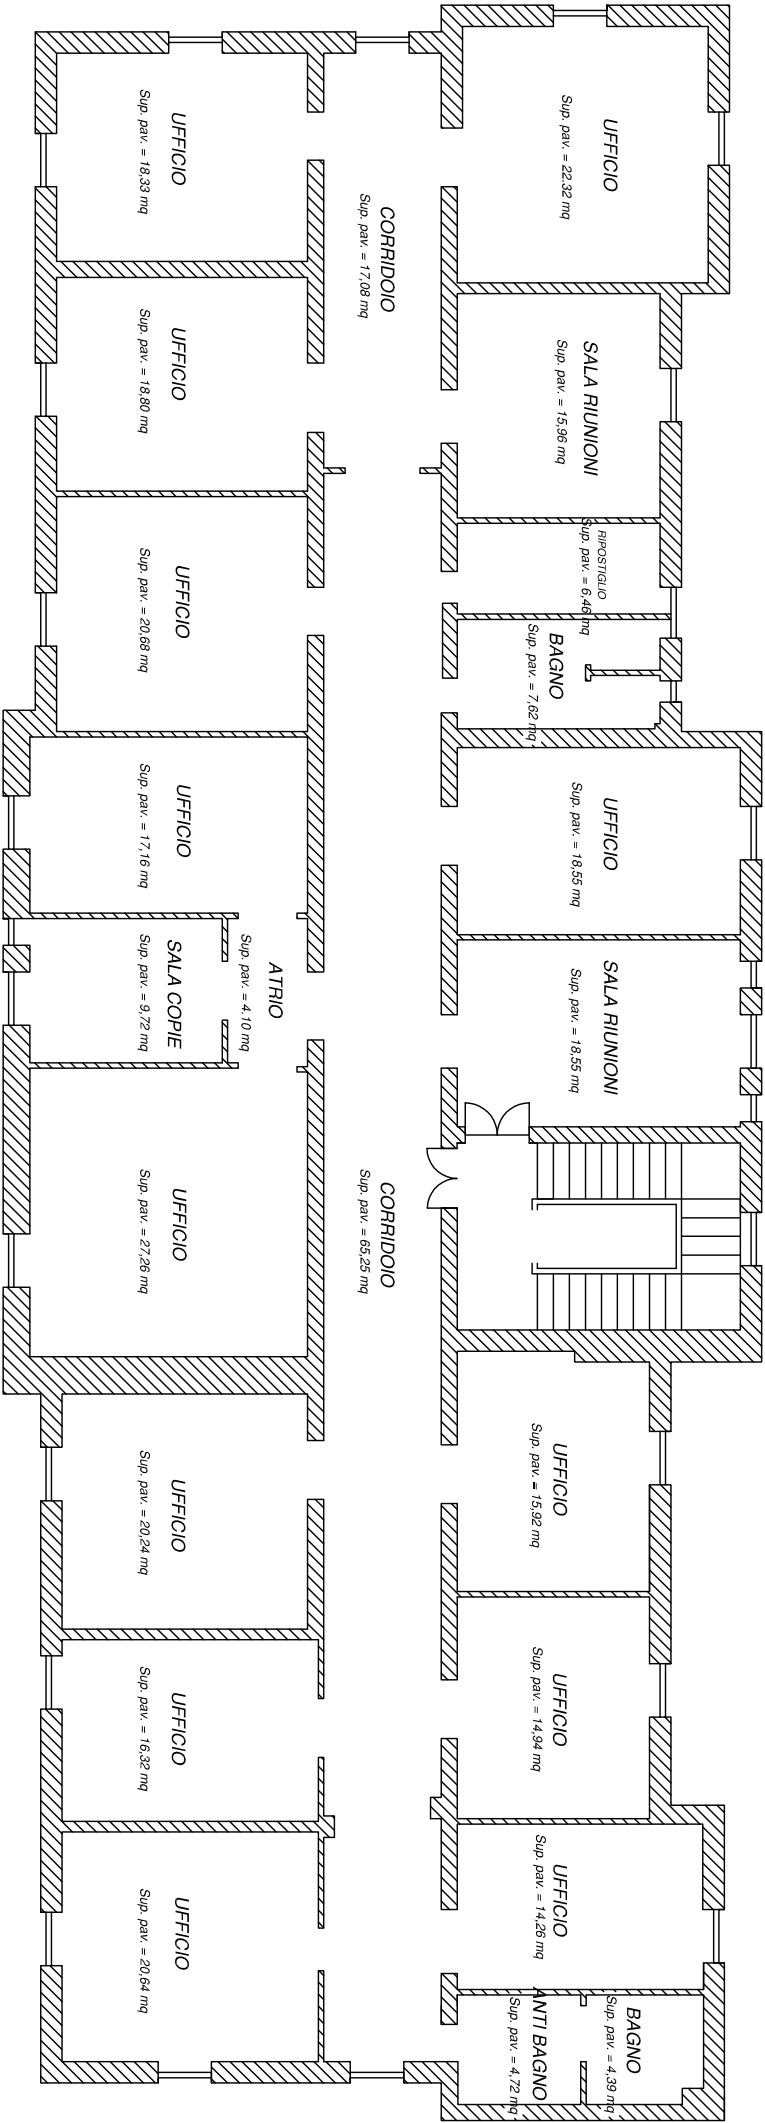 UFFICIO
Sup. pav. = 22.32 mq
SALA RIUNIONI
Sup. pav. = 15,96 mq
RIPOSTIGLIO
Sup. pav. = 6,46 mq
BAGNO
Sup. pav. = 7,62 mq
UFFICIO
Sup. pav. = 18,55 mq
SALA RIUNIONI
Sup. pav. = 18,55 mq
UFFICIO
Sup. pav. = 15,92 mq
UFFICIO
Sup. pav. = 14,94 mq
UFFICIO
Sup. pav. = 14,26 mq
BAGNO
Sup. pav. = 4,39 mq
ANTI BAGNO
Sup. pav. = 4,72 mq
CORRIDOIO
Sup. pav. = 17,08 mq
CORRIDOIO
Sup. pav. = 65,25 mq
UFFICIO
Sup. pav. = 18,33 mq
UFFICIO
Sup. pav. = 18,80 mq
UFFICIO
Sup. pav. = 20,68 mq
UFFICIO
Sup. pav. = 17,16 mq
ATRIO
Sup. pav. = 4.10 mq
SALA COPIE
Sup. pav. = 9,72 mq
UFFICIO
Sup. pav. = 27,26 mq
UFFICIO
Sup. pav. = 20,24 mq
UFFICIO
Sup. pav. = 16,32 mq
UFFICIO
Sup. pav. = 20,64 mq